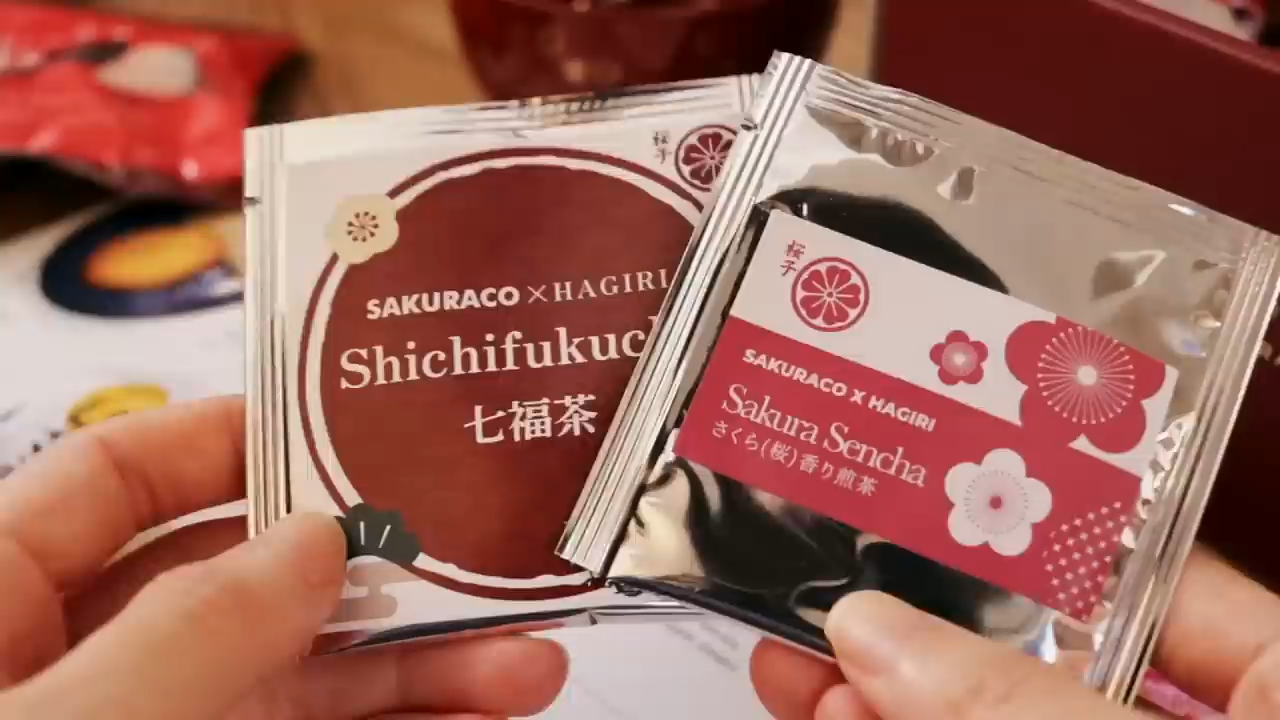 桜子
SAKURACO×HAGIRI
Shichifukuc
七福茶
桜子
SAKURACO X HAGIRI
Sakura Sencha
さくら(桜)香り煎茶